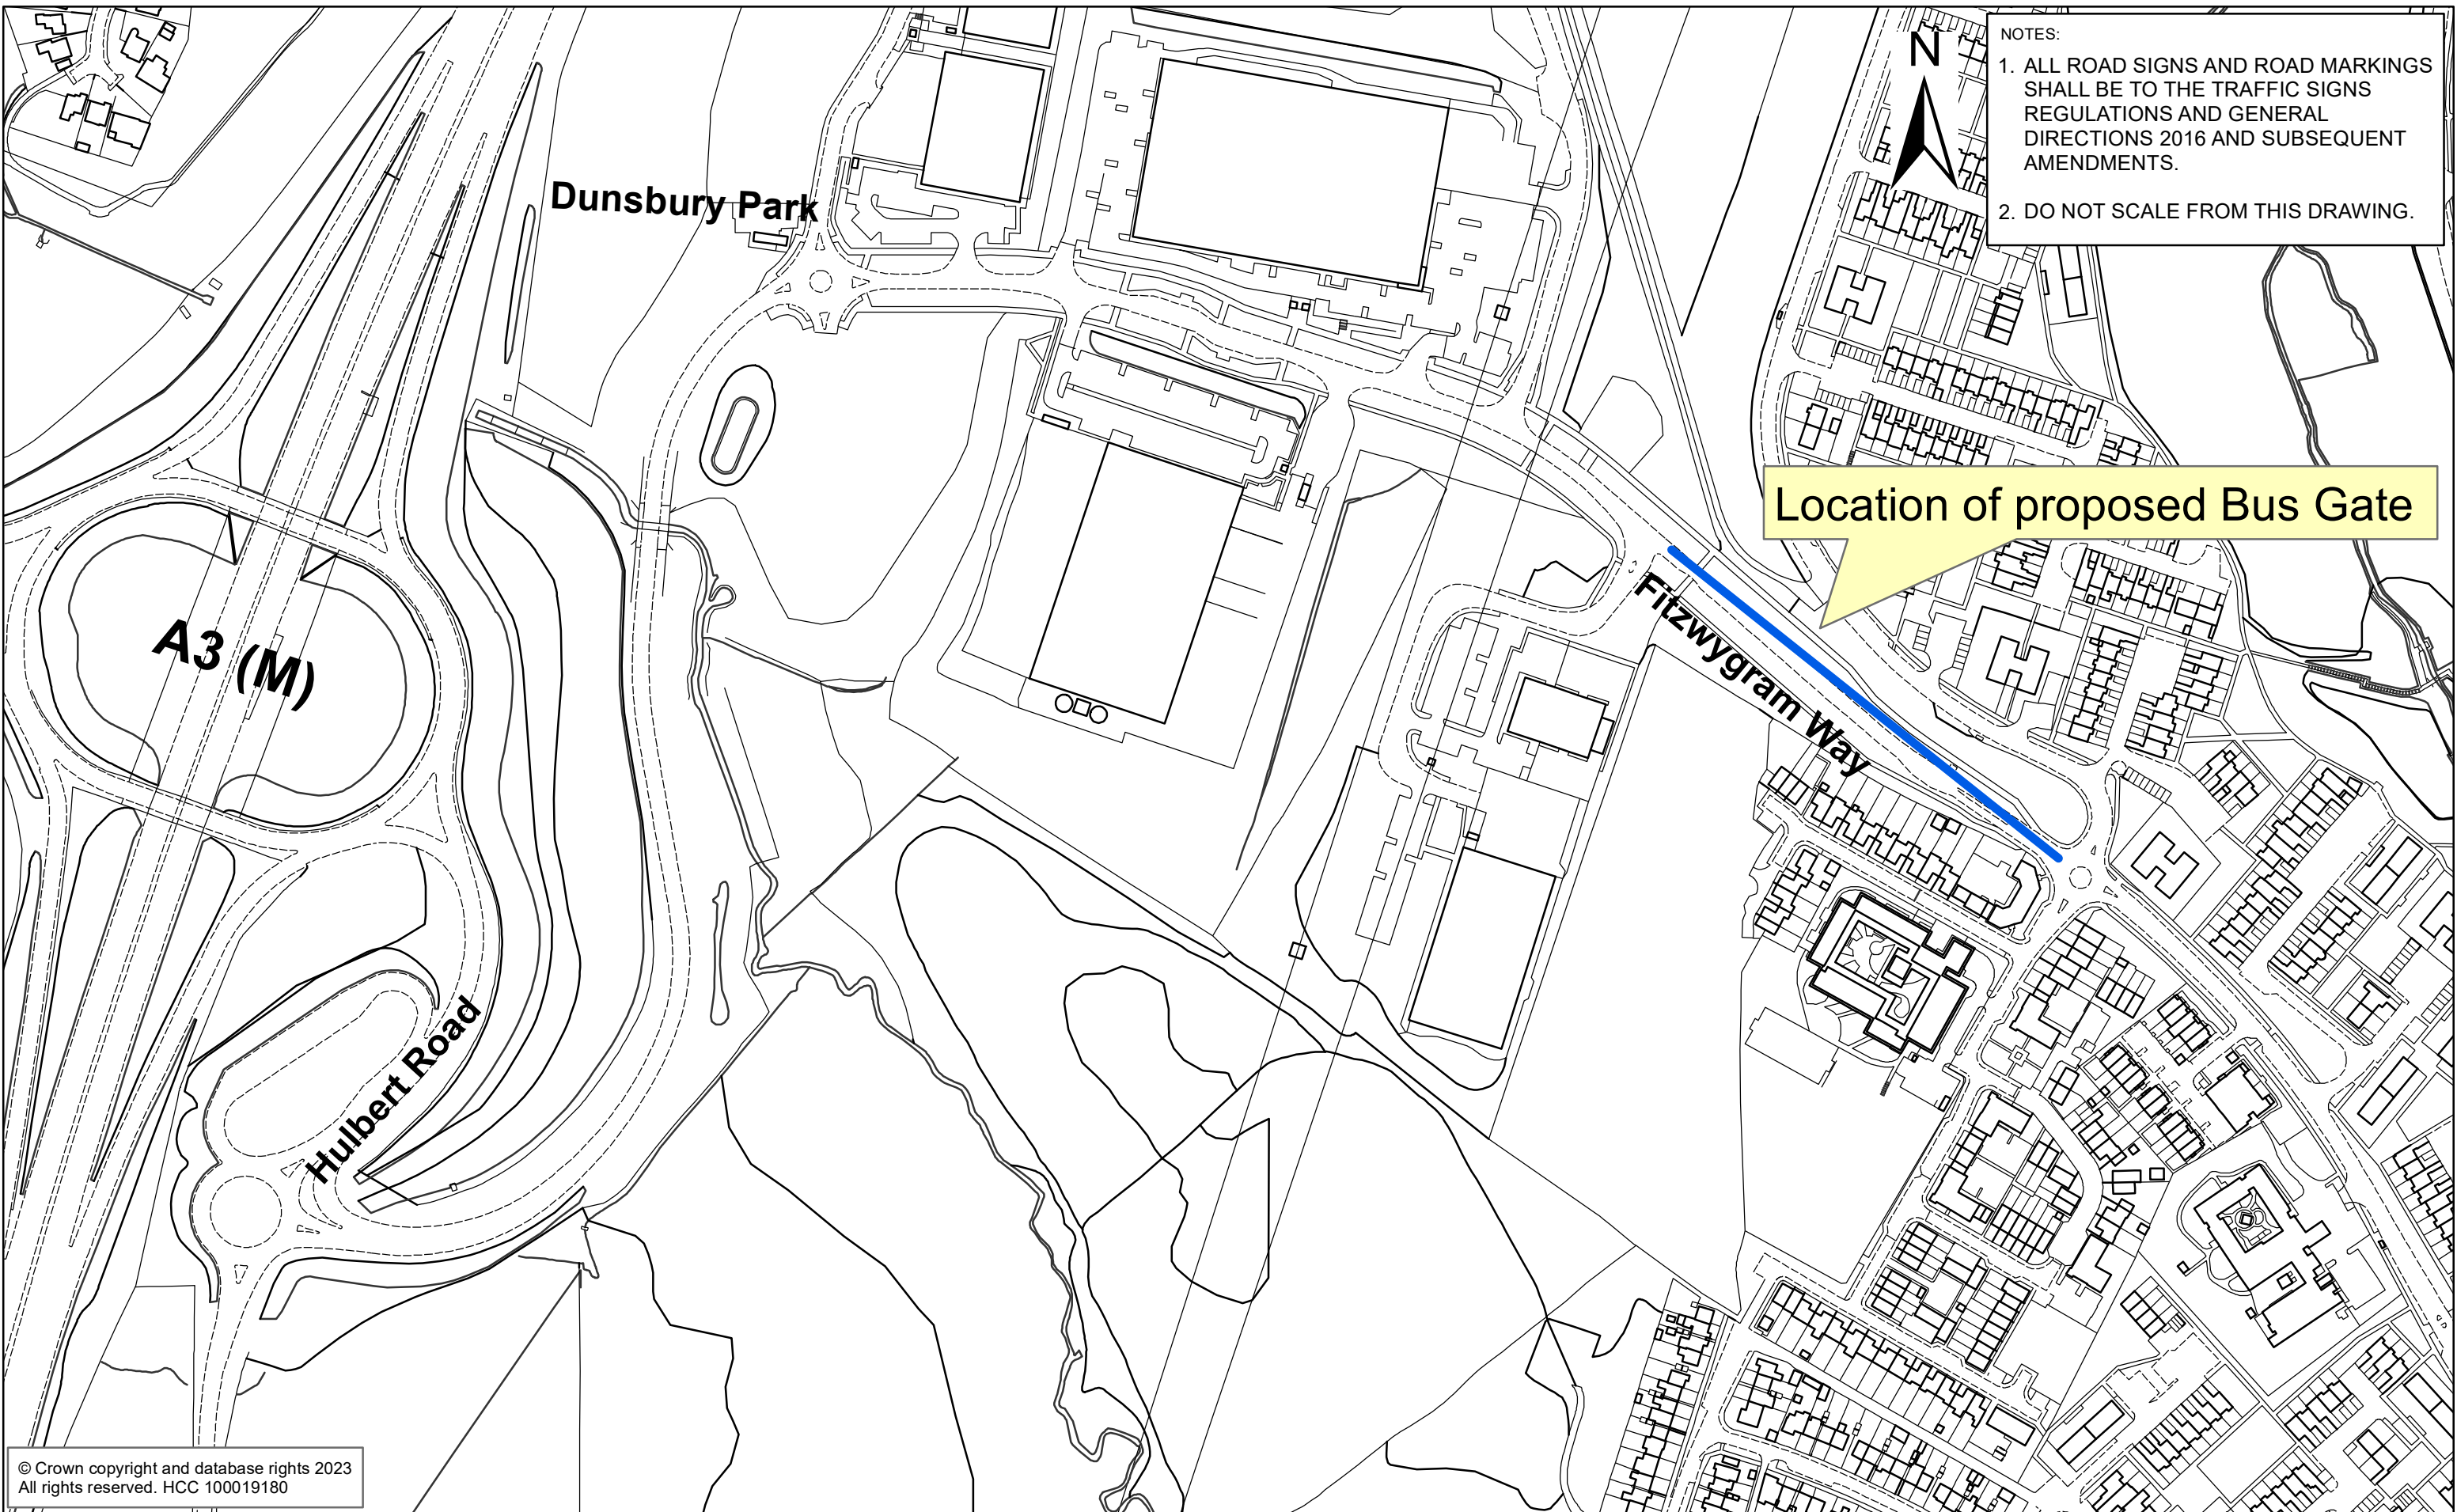 N
NOTES:
1. ALL ROAD SIGNS AND ROAD MARKINGS
SHALL BE TO THE TRAFFIC SIGNS
REGULATIONS AND GENERAL
DIRECTIONS 2016 AND SUBSEQUENT
AMENDMENTS.
2. DO NOT SCALE FROM THIS DRAWING.
Dunsbury Park
Location of proposed Bus Gate
Fitzwygram Way
A3 (M)
Hulbert Road
© Crown copyright and database rights 2023
All rights reserved. HCC 100019180